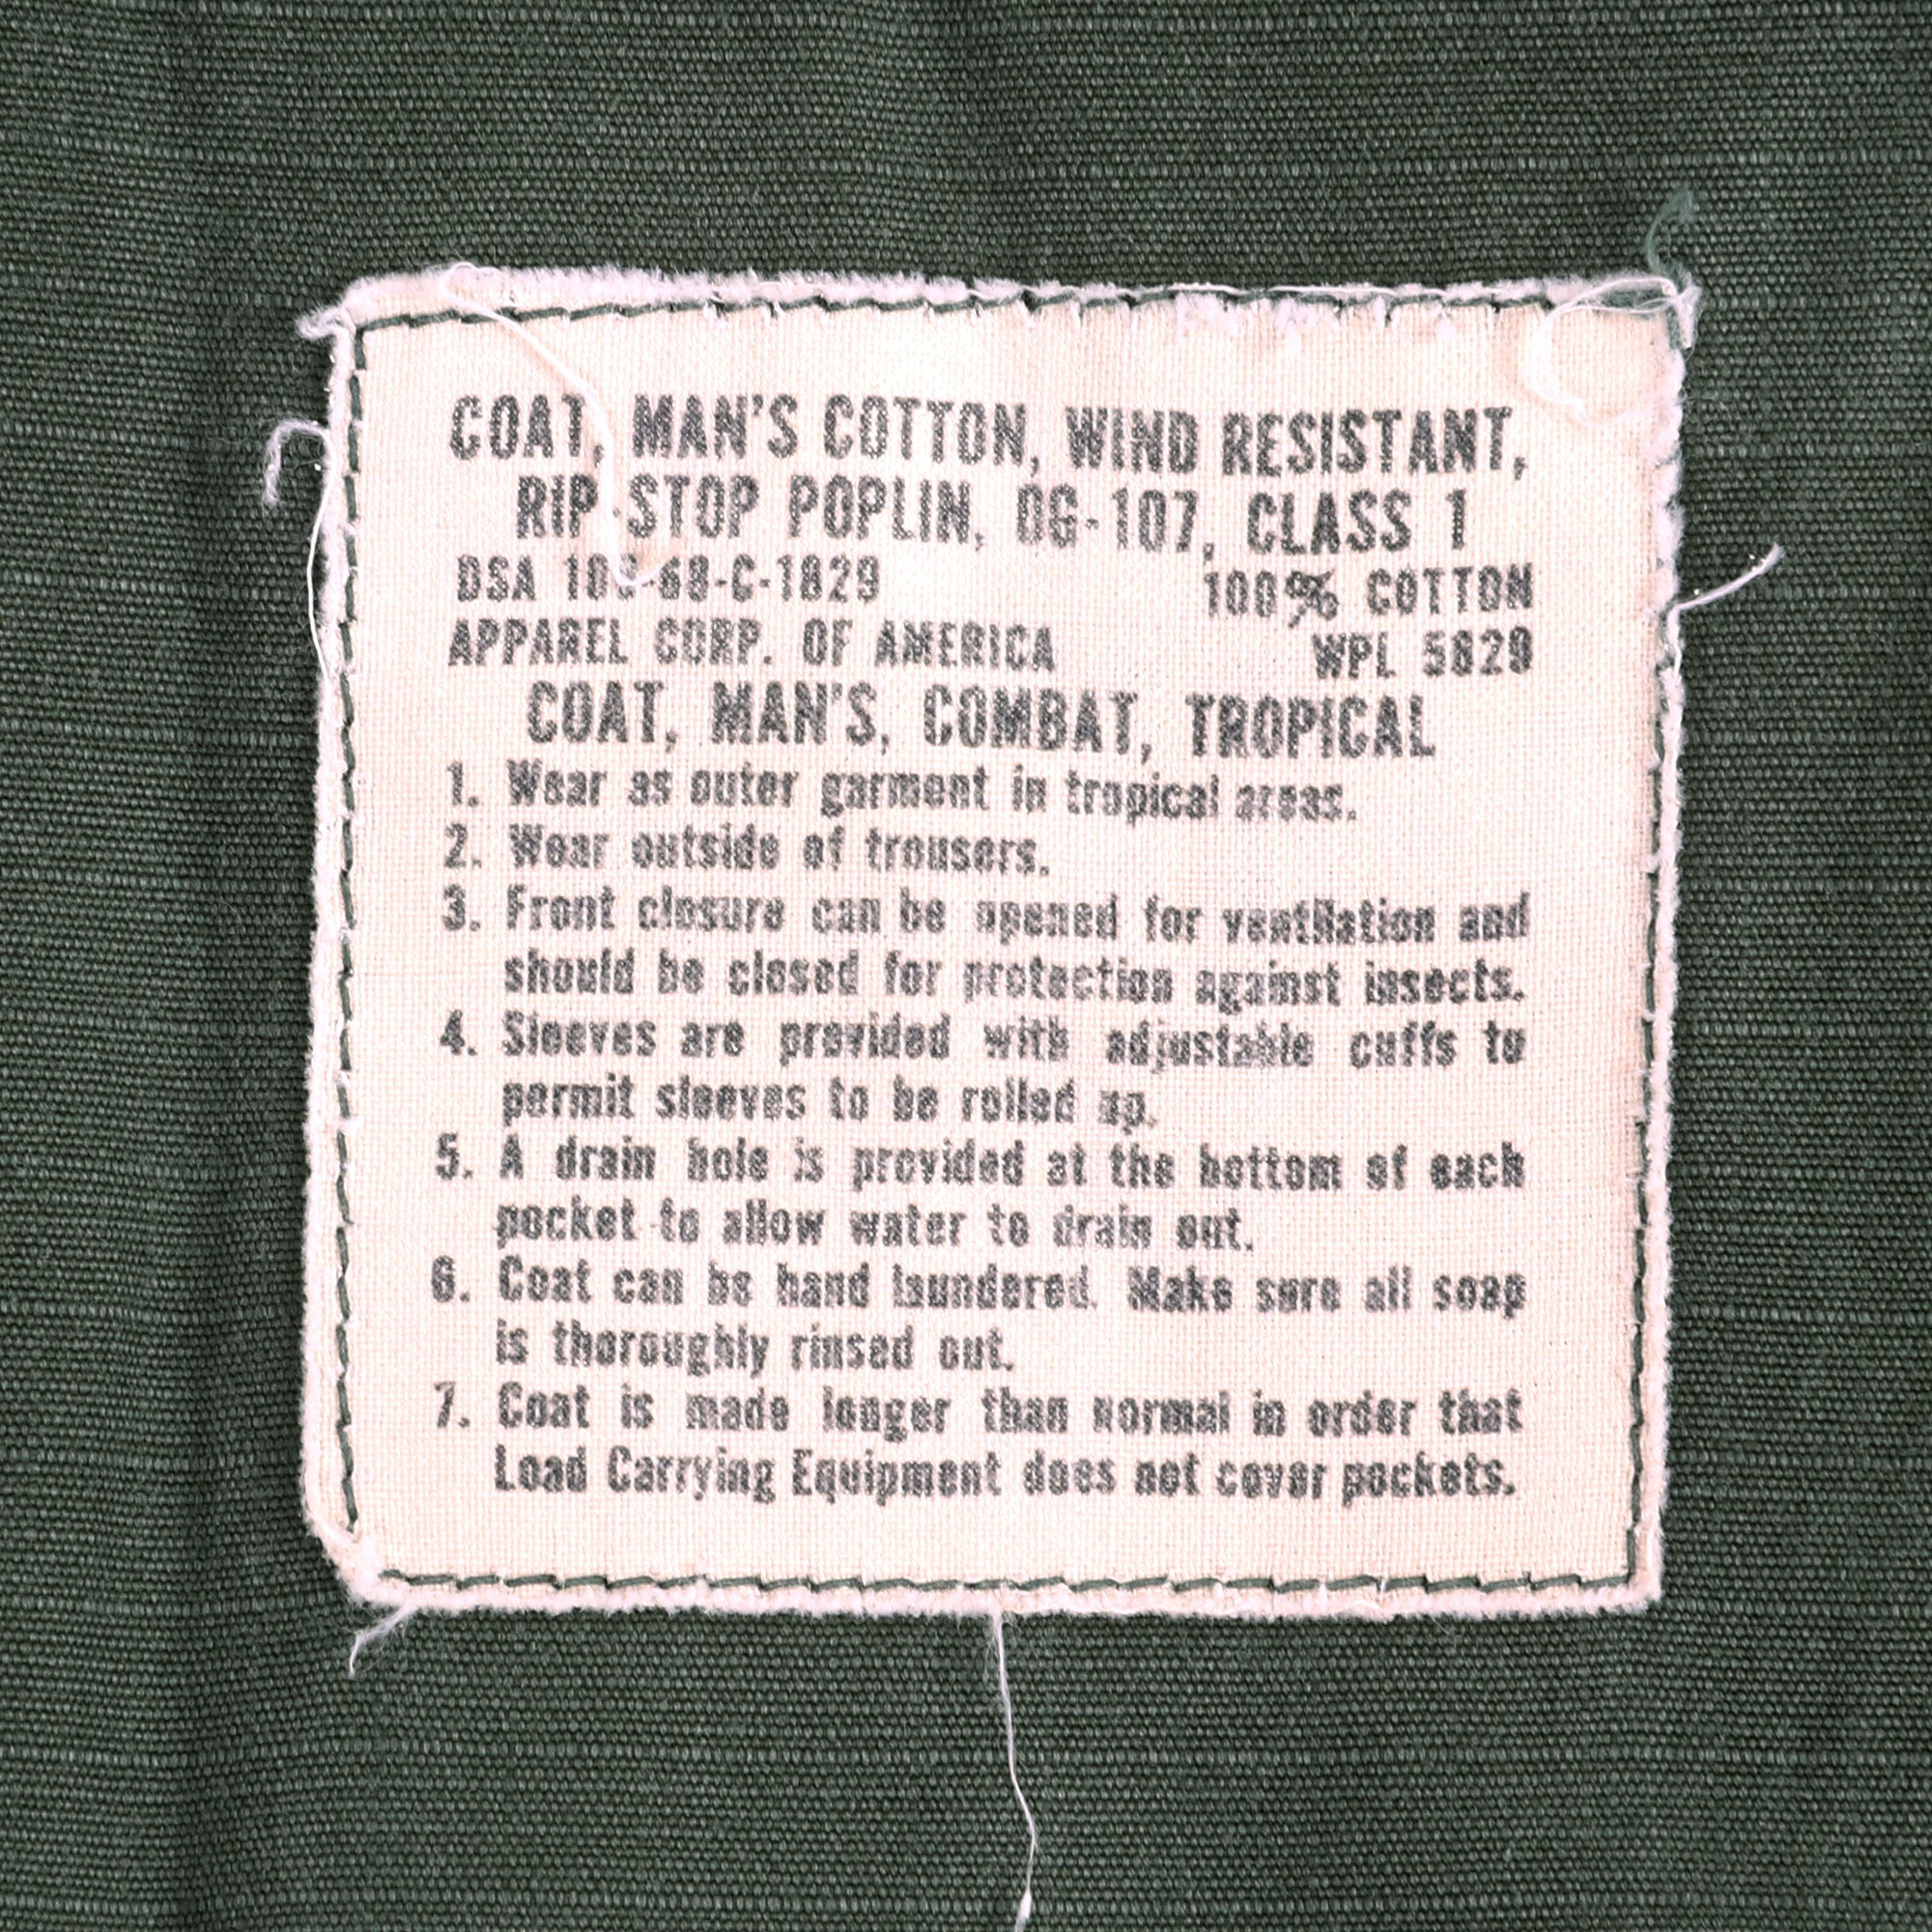 COAT, MAN'S COTTON, WIND RESISTANT,
RIP-STOP POPLIN, OG-107, CLASS 1
DSA 100-68-C-1829
100% COTTON
APPAREL CORP. OF AMERICA
WPL 5829
COAT, MAN'S, COMBAT, TROPICAL
1. Wear as outer garment in tropical areas.
2. Wear outside of trousers.
3. Front closure can be opened for ventilation and
should be closed for protection against insects.
4. Sleeves are provided with adjustable cuffs to
permit sleeves to be rolled up.
5. A drain hole is provided at the bottom of each
pocket to allow water to drain out.
6. Coat can be hand laundered. Make sure all soap
is thoroughly rinsed out.
7. Coat is made longer than normal in order that
Load Carrying Equipment does not cover pockets.